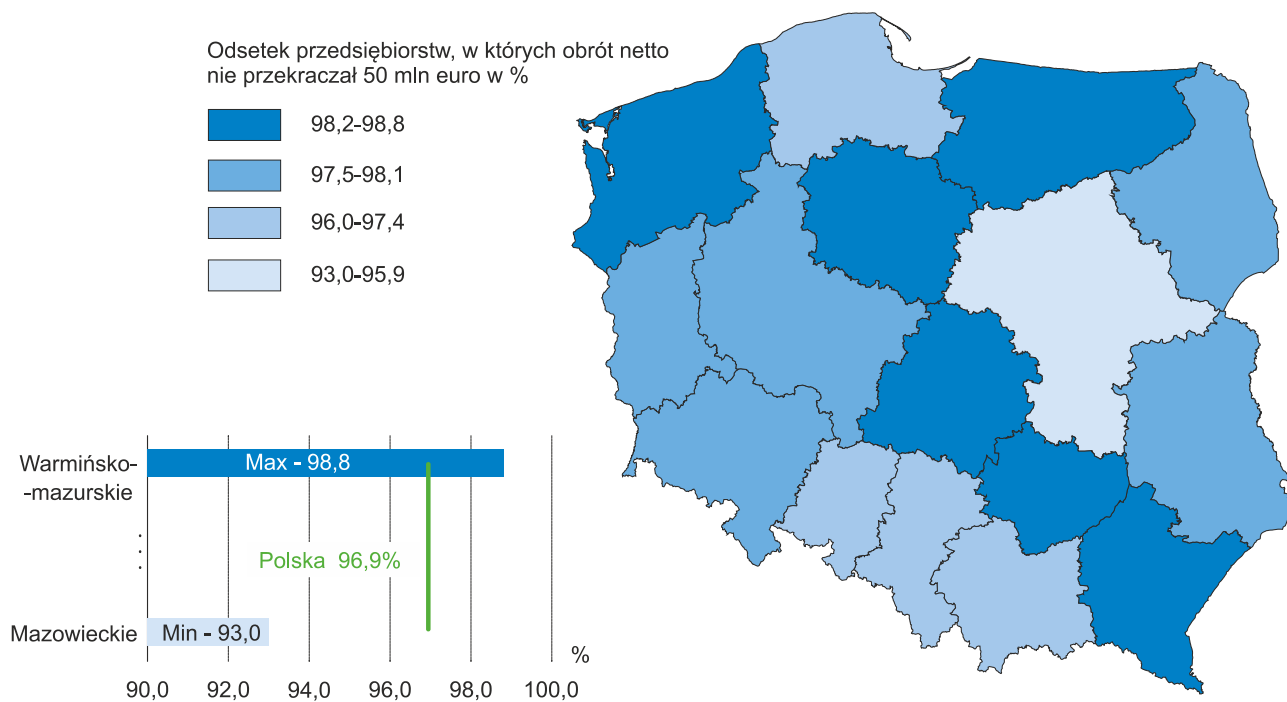 Odsetek przedsiębiorstw, w których obrót netto
nie przekraczał 50 mln euro w %
98,2-98,8
97,5-98,1
96,0-97,4
93,0-95,9
Warmińsko-
-mazurskie
Max - 98,8
Polska 96,9%
Mazowieckie
Min - 93,0
%
90,0 92,0 94,0 96,0 98,0 100,0